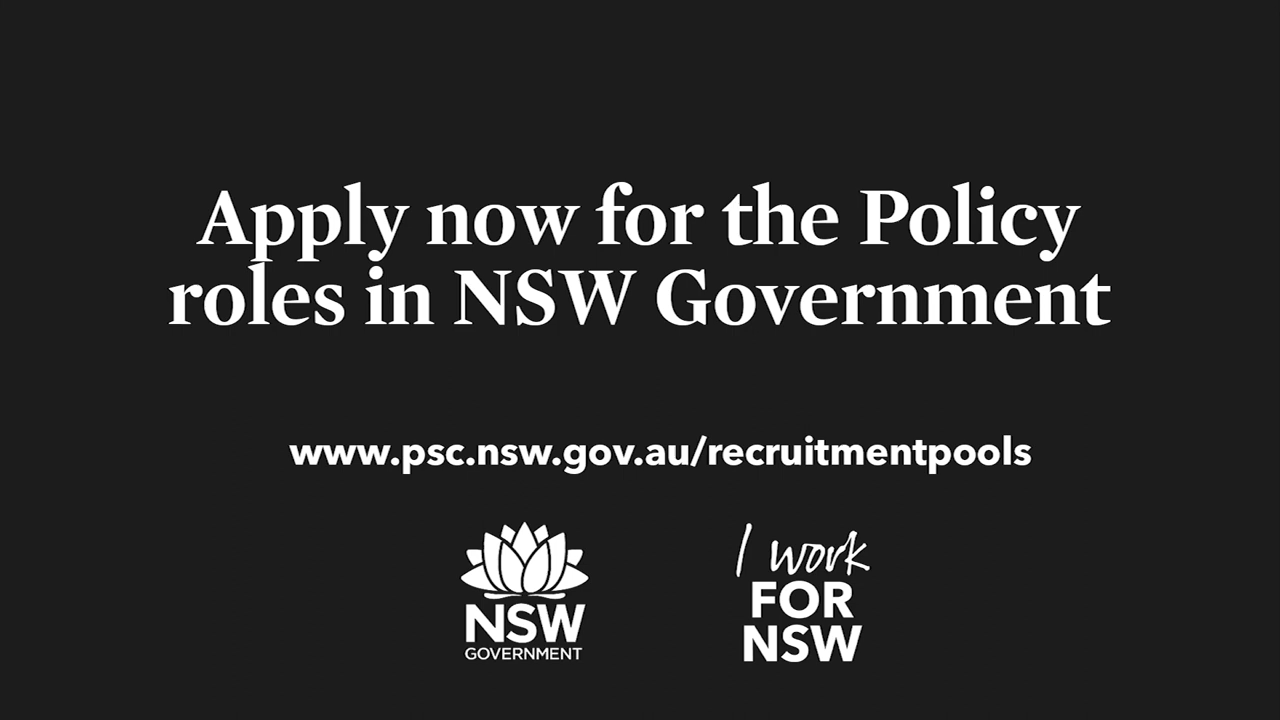 Apply now for the Policy
roles in NSW Government
www.psc.nsw.gov.au/recruitmentpools
NSW
GOVERNMENT
I work
FOR
NSW